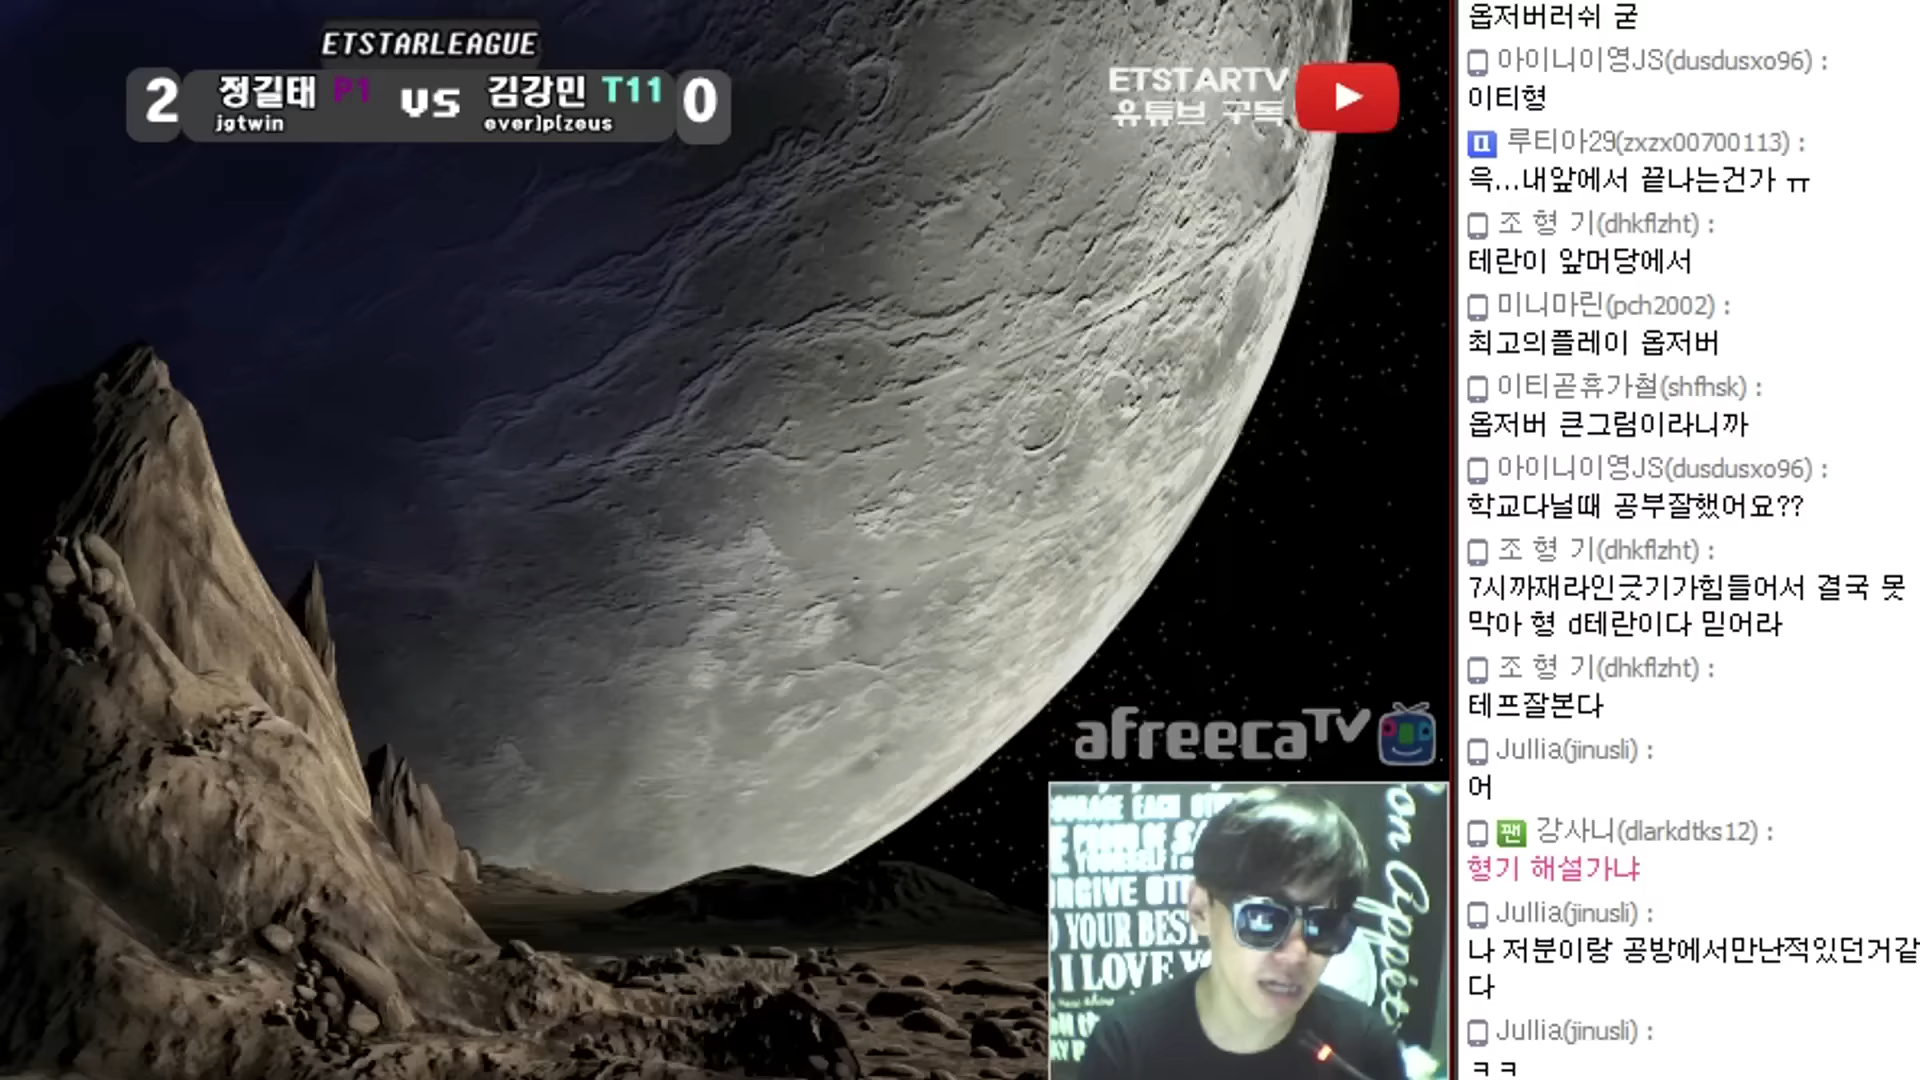 ETSTARLEAGUE
2 정길태 P1 vs 김강민 T11 0
jgtwin ever)p(zeus
ETSTARTV
유튜브 구독
afreecaTV
EACH
YOURSELF
FORGIVE
YOUR BEST
I LOVE
Bon Appetit
옵저버러쉬 굳
아이니이영JS(dusdusxo96) :
이티형
루티아29(zxzx00700113) :
윽...내앞에서 끝나는건가 ㅠ
조 형 기(dhkflzht) :
테란이 앞머당에서
미니마린(pch2002) :
최고의플레이 옵저버
이티곧휴가철(shfhsk) :
옵저버 큰그림이라니까
아이니이영JS(dusdusxo96) :
학교다닐때 공부잘했어요??
조 형 기(dhkflzht) :
7시까재라인긋기가힘들어서 결국 못
막아 형 d테란이다 믿어라
조 형 기(dhkflzht) :
테프잘본다
Jullia(jinusli) :
어
팬 강사니(dlarkdtks12) :
형기 해설가냐
Jullia(jinusli) :
나 저분이랑 공방에서만난적있던거같
다
Jullia(jinusli) :
ㅋㅋ